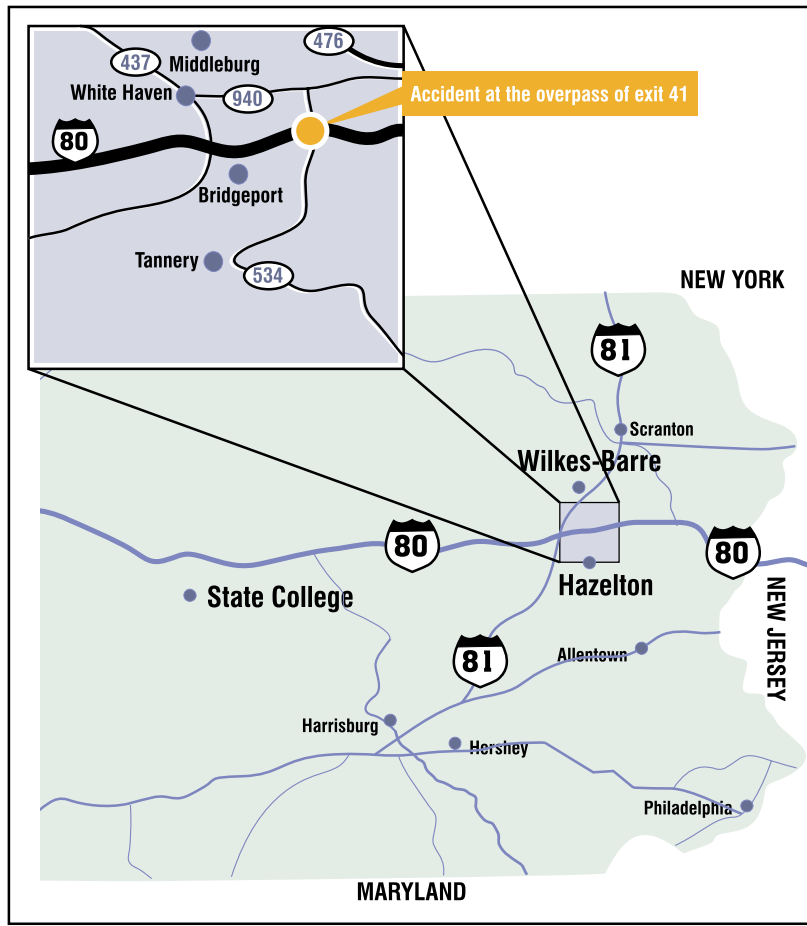 476
437
Middleburg
White Haven
940
Accident at the overpass of exit 41
80
Bridgeport
Tannery
534
NEW YORK
81
Scranton
Wilkes-Barre
80
80
Hazelton
State College
NEW JERSEY
81
Allentown
Harrisburg
Hershey
Philadelphia
MARYLAND